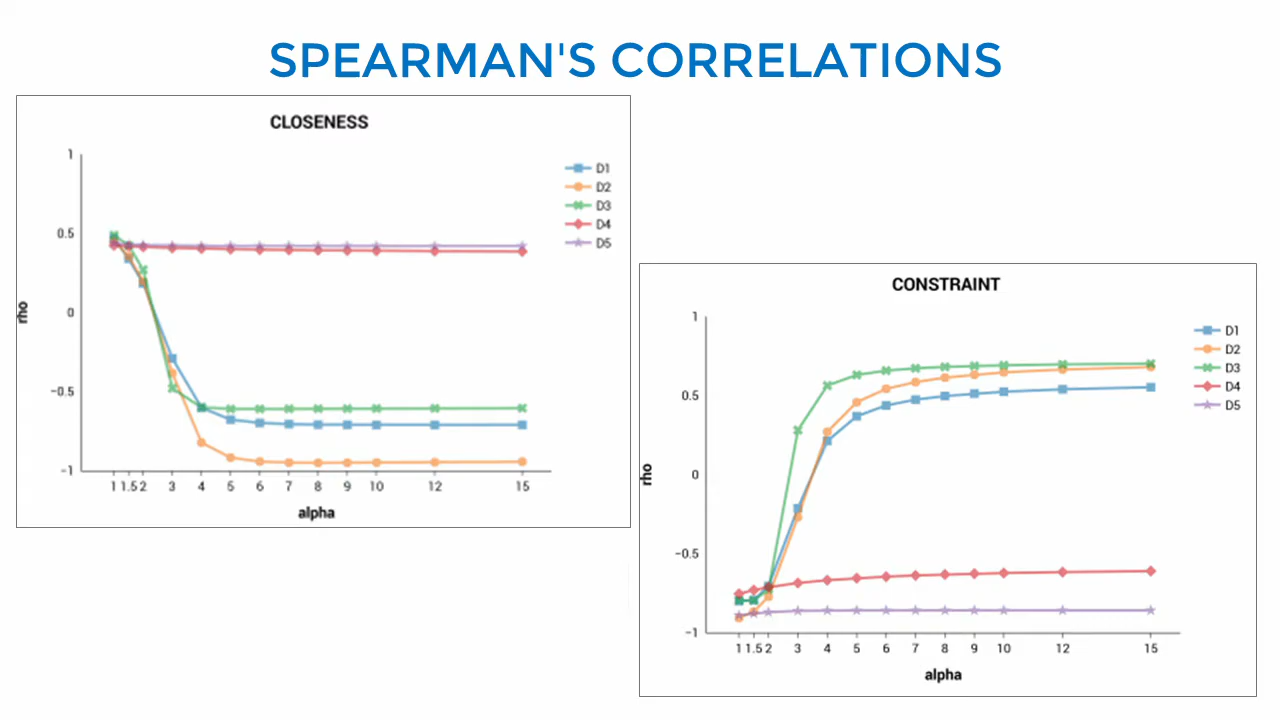 SPEARMAN'S CORRELATIONS
CLOSENESS
1
0.5
0
−0.5
−1
rho
1 1.5 2 3 4 5 6 7 8 9 10 12 15
alpha
D1
D2
D3
D4
D5
CONSTRAINT
1
0.5
0
−0.5
−1
rho
1 1.5 2 3 4 5 6 7 8 9 10 12 15
alpha
D1
D2
D3
D4
D5